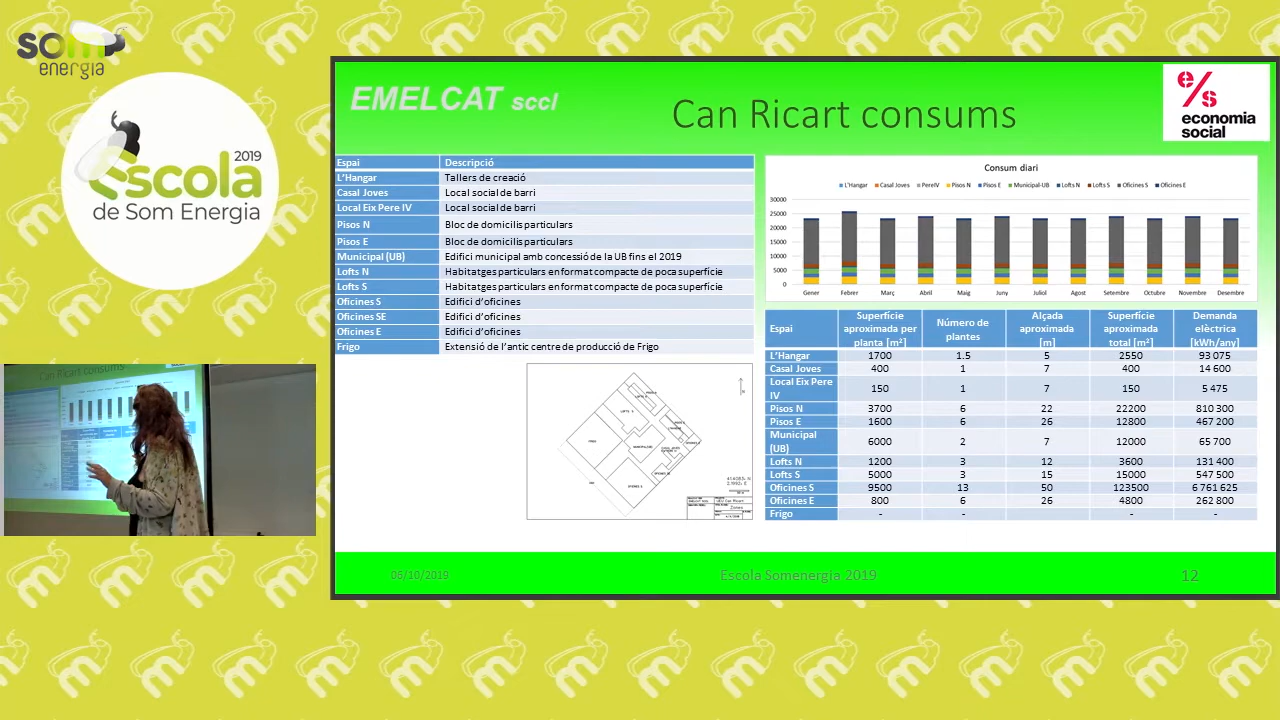 som
energia
2019
Escola
de Som Energia
EMELCAT sccl
Can Ricart consums
economia
social
Espai Descripció
L'Hangar Tallers de creació
Casal Joves Local social de barri
Local Eix Pere IV Local social de barri
Pisos N Bloc de domicilis particulars
Pisos E Bloc de domicilis particulars
Municipal (UB) Edifici municipal amb concessió de la UB fins el 2019
Lofts N Habitatges particulars en format compacte de poca superfície
Lofts S Habitatges particulars en format compacte de poca superfície
Oficines S Edifici d'oficines
Oficines SE Edifici d'oficines
Oficines E Edifici d'oficines
Frigo Extensió de l'antic centre de producció de Frigo
Consum diari
L'Hangar Casal Joves PereIV Pisos N Pisos E Municipal-UB Lofts N Lofts S Oficines S Oficines E
30000
25000
20000
15000
10000
5000
0
Gener Febrer Març Abril Maig Juny Juliol Agost Setembre Octubre Novembre Desembre
Espai Superfície aproximada per planta [m²] Número de plantes Alçada aproximada [m] Superfície aproximada total [m²] Demanda elèctrica [kWh/any]
L'Hangar 1700 1.5 5 2550 93 075
Casal Joves 400 1 7 400 14 600
Local Eix Pere IV 150 1 7 150 5 475
Pisos N 3700 6 22 22200 810 300
Pisos E 1600 6 26 12800 467 200
Municipal (UB) 6000 2 7 12000 65 700
Lofts N 1200 3 12 3600 131 400
Lofts S 5000 3 15 15000 547 500
Oficines S 9500 13 50 123500 6 761 625
Oficines E 800 6 26 4800 262 800
Frigo - - - -
06/10/2019
Escola Somenergia 2019
12